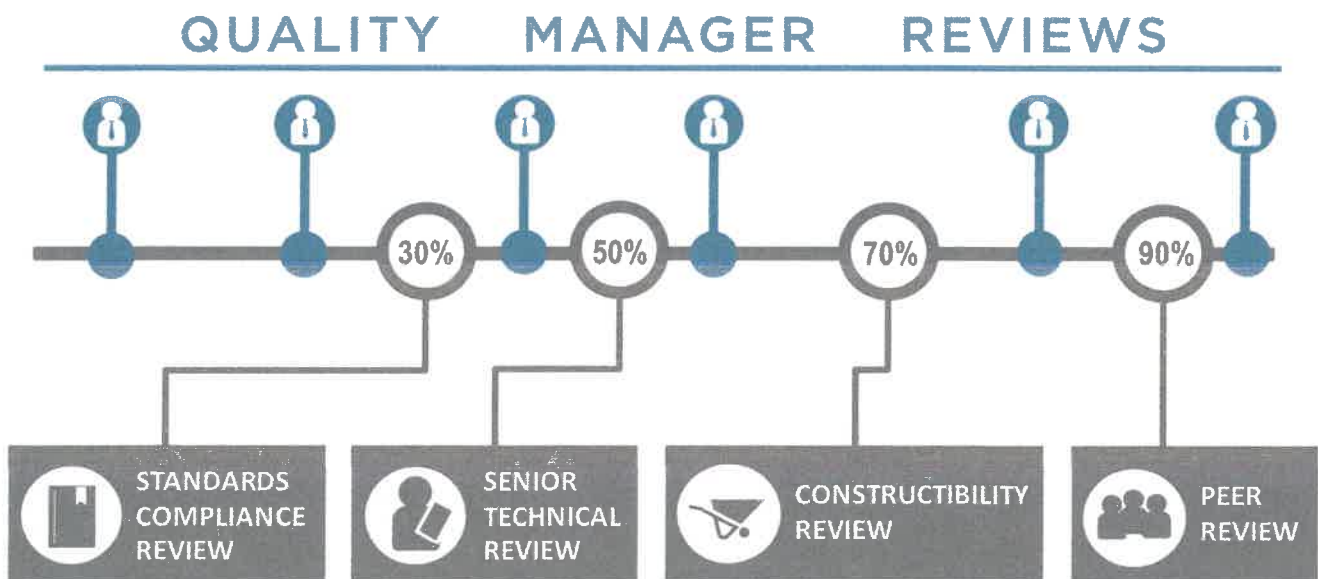 QUALITY MANAGER REVIEWS
30%
50%
70%
90%
STANDARDS
COMPLIANCE
REVIEW
SENIOR
TECHNICAL
REVIEW
CONSTRUCTIBILITY
REVIEW
PEER
REVIEW